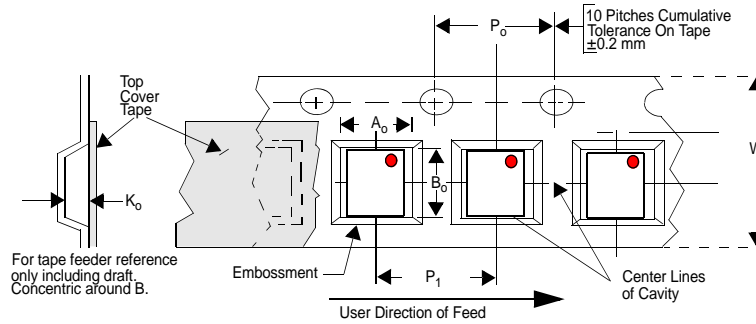 10 Pitches Cumulative
Tolerance On Tape
±0.2 mm
Po
Top
Cover
Tape
Ao
Bo
Ko
W
For tape feeder reference
only including draft.
Concentric around B.
Embossment
P1
Center Lines
of Cavity
User Direction of Feed